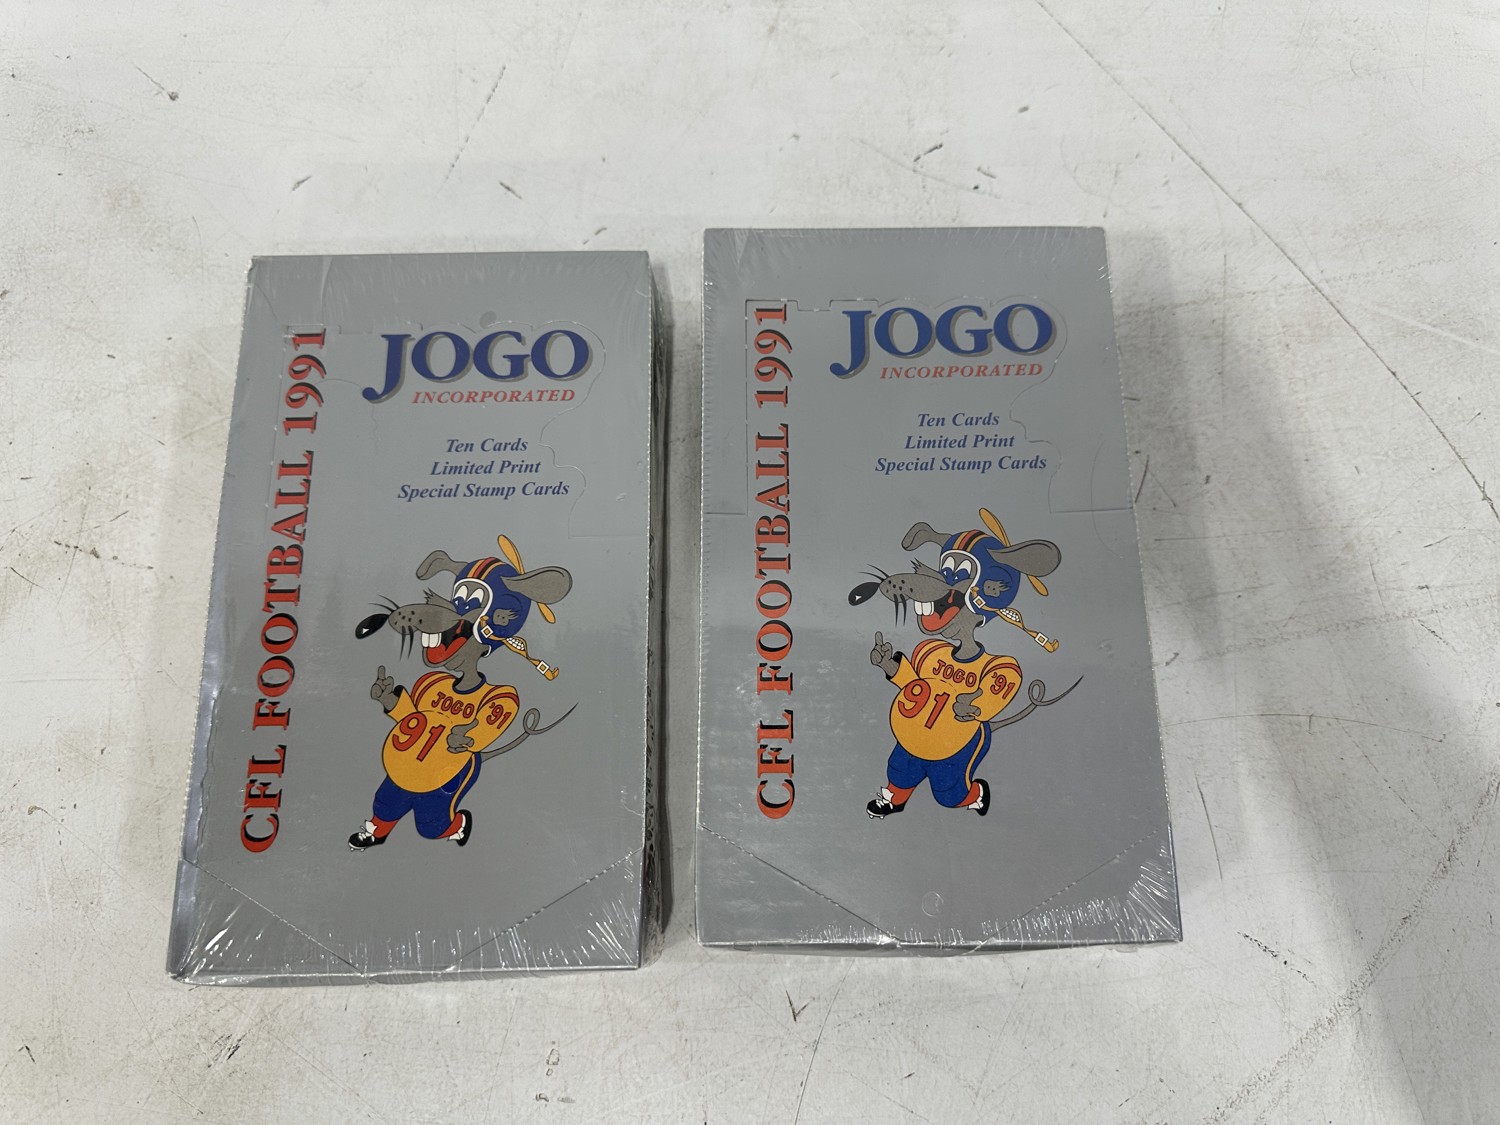 CFL FOOTBALL 1991
JOGO
INCORPORATED
Ten Cards
Limited Print
Special Stamp Cards
JOGO
'91
91
CFL FOOTBALL 1991
JOGO
INCORPORATED
Ten Cards
Limited Print
Special Stamp Cards
JOGO
'91
91